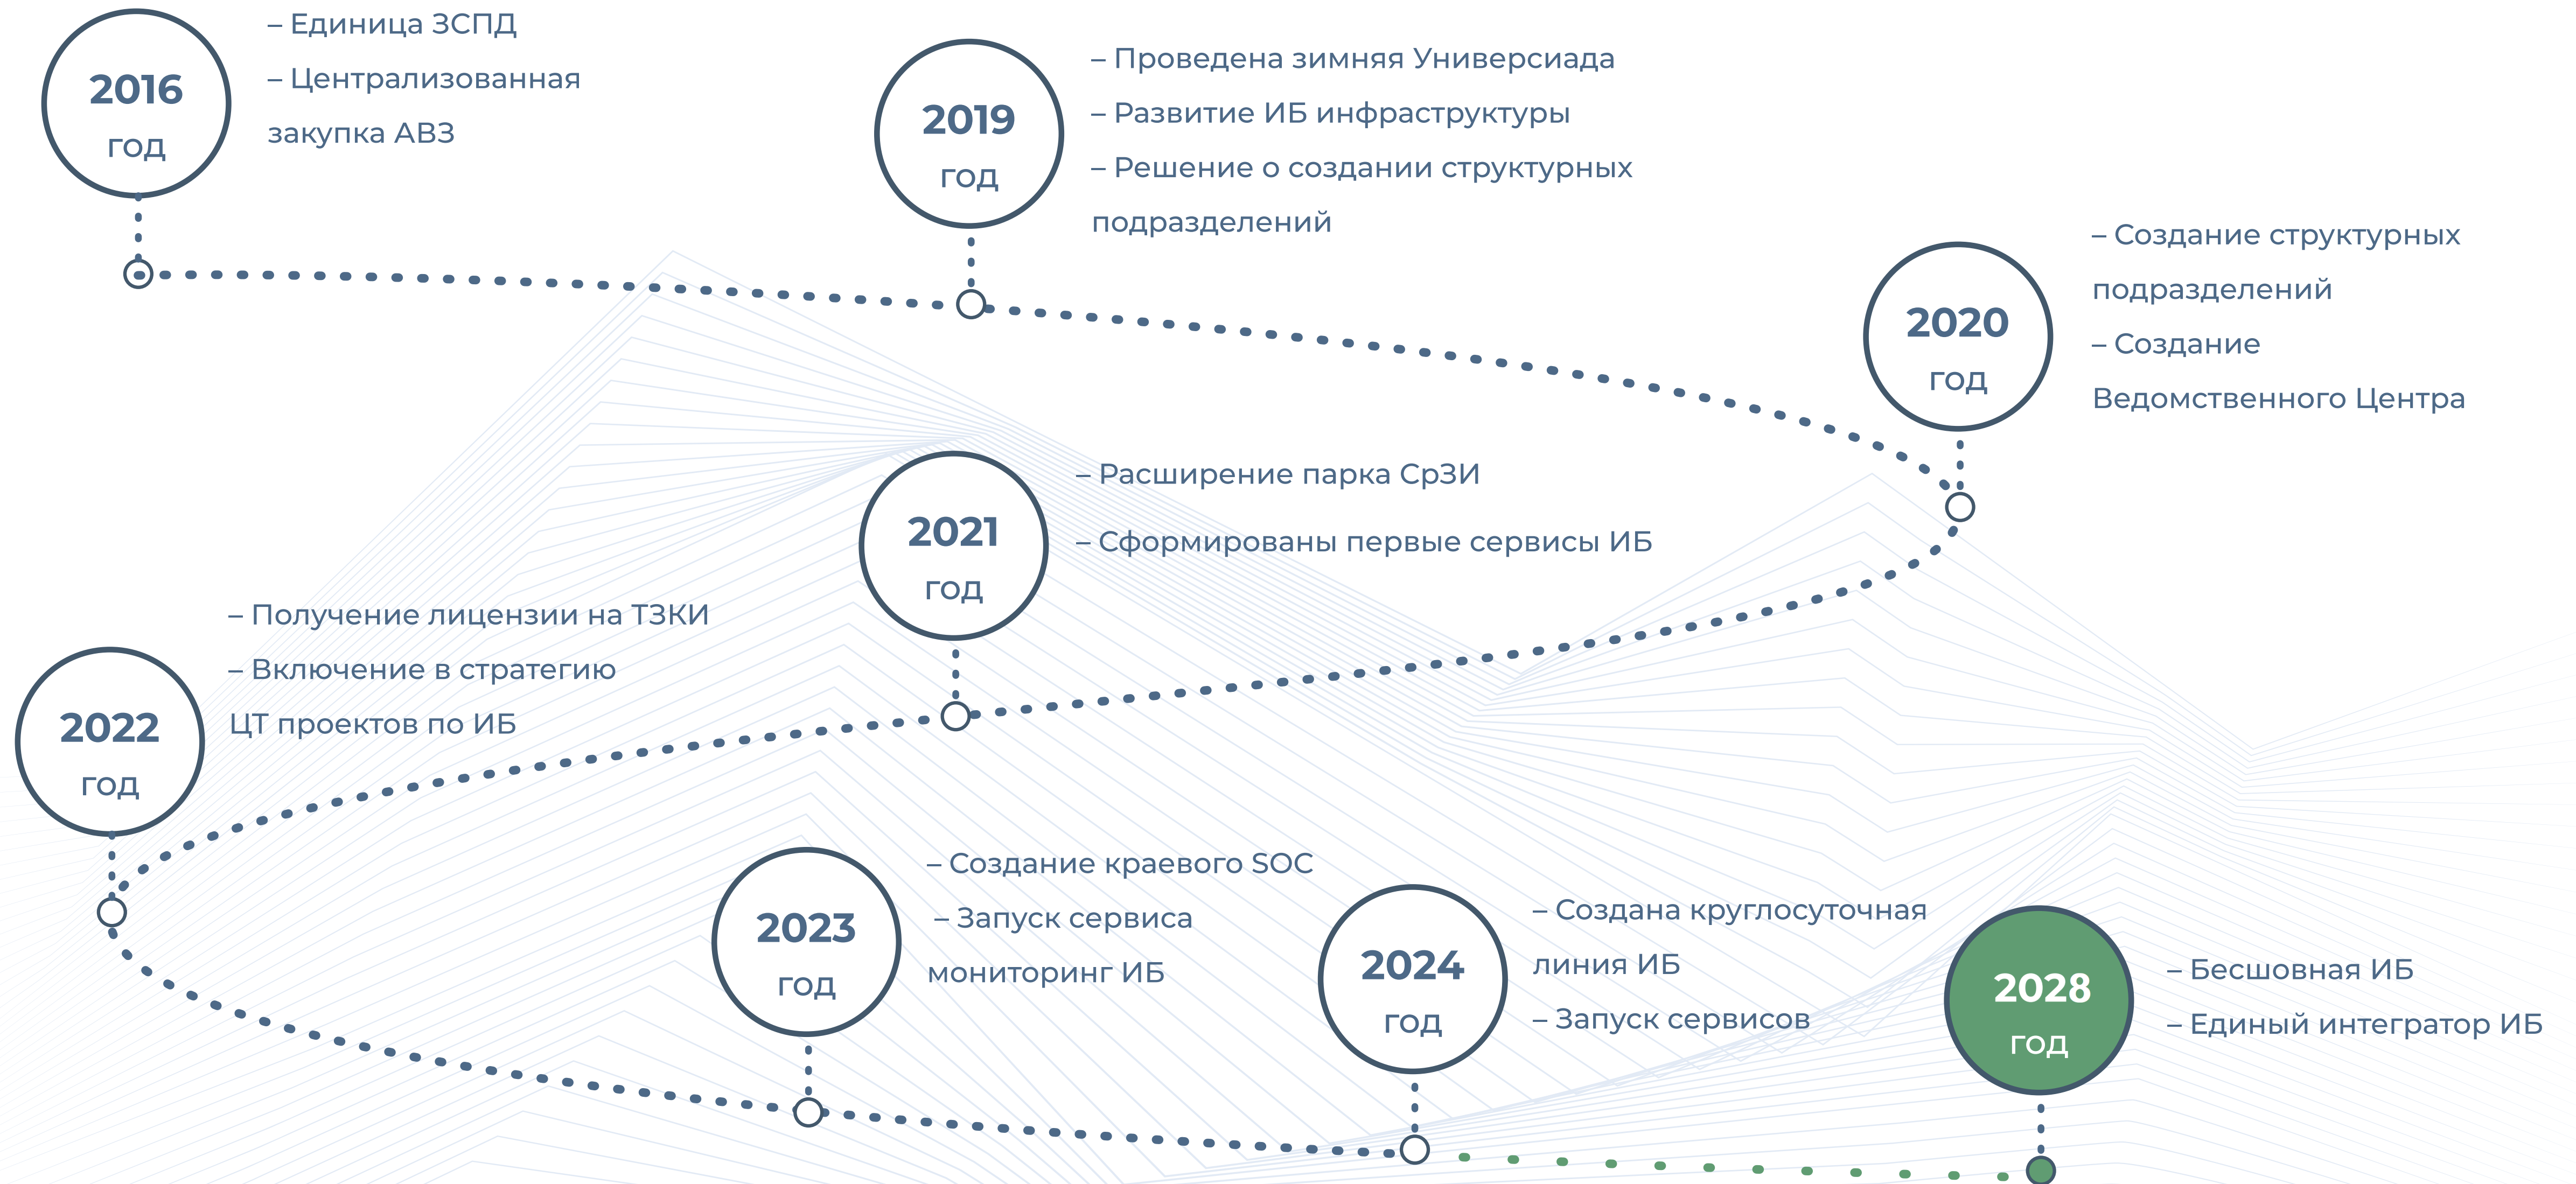 2016
год
– Единица ЗСПД
– Централизованная
закупка АВЗ
2019
год
– Проведена зимняя Универсиада
– Развитие ИБ инфраструктуры
– Решение о создании структурных
подразделений
2020
год
– Создание структурных
подразделений
– Создание
Ведомственного Центра
2021
год
– Расширение парка СрЗИ
– Сформированы первые сервисы ИБ
2022
год
– Получение лицензии на ТЗКИ
– Включение в стратегию
ЦТ проектов по ИБ
2023
год
– Создание краевого SOC
– Запуск сервиса
мониторинг ИБ
2024
год
– Создана круглосуточная
линия ИБ
– Запуск сервисов
2028
год
– Бесшовная ИБ
– Единый интегратор ИБ